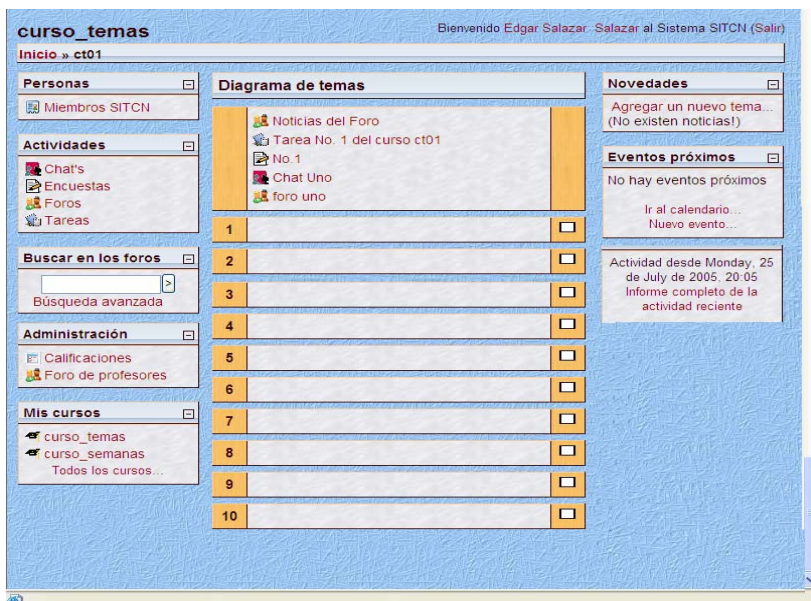 curso_temas
Bienvenido Edgar Salazar Salazar al Sistema SITCN (Salir)
Inicio » ct01
Personas
Miembros SITCN
Actividades
Chat's
Encuestas
Foros
Tareas
Buscar en los foros
>
Búsqueda avanzada
Administración
Calificaciones
Foro de profesores
Mis cursos
curso_temas
curso_semanas
Todos los cursos...
Diagrama de temas
Noticias del Foro
Tarea No. 1 del curso ct01
No.1
Chat Uno
foro uno
1
2
3
4
5
6
7
8
9
10
Novedades
Agregar un nuevo tema...
(No existen noticias!)
Eventos próximos
No hay eventos próximos
Ir al calendario...
Nuevo evento...
Actividad desde Monday, 25
de July de 2005, 20:05
Informe completo de la
actividad reciente